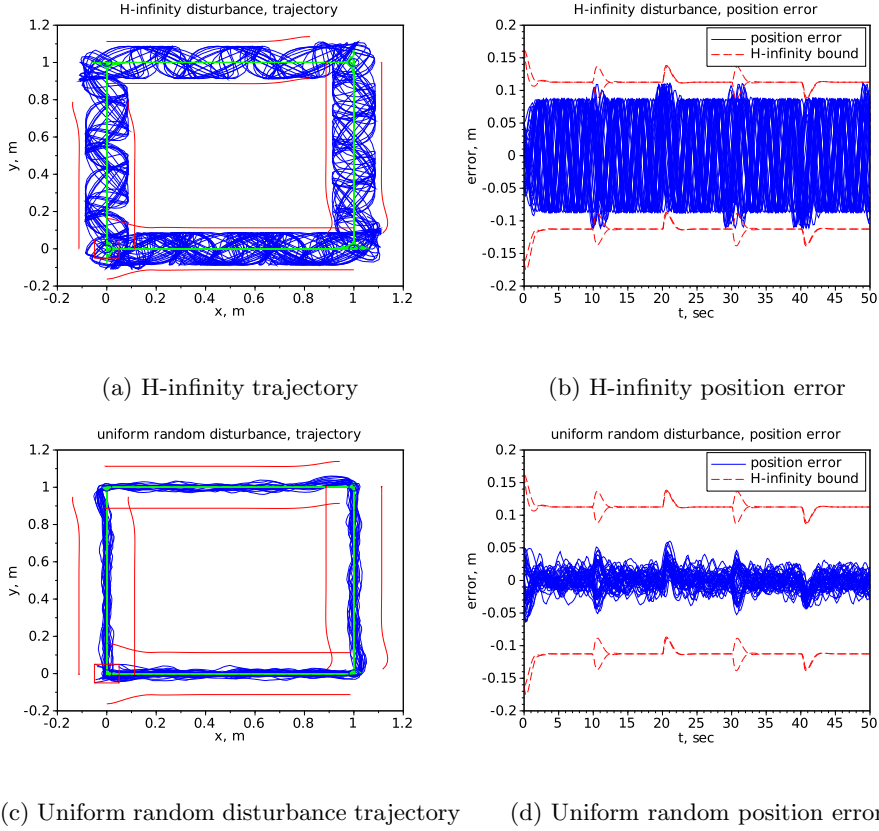 H-infinity disturbance, trajectory
1.2
1
0.8
0.6
0.4
0.2
0
-0.2
y, m
-0.2 0 0.2 0.4 0.6 0.8 1 1.2
x, m
H-infinity disturbance, position error
position error
H-infinity bound
0.2
0.15
0.1
0.05
0
-0.05
-0.1
-0.15
-0.2
error, m
0 5 10 15 20 25 30 35 40 45 50
t, sec
(a) H-infinity trajectory
(b) H-infinity position error
uniform random disturbance, trajectory
1.2
1
0.8
0.6
0.4
0.2
0
-0.2
y, m
-0.2 0 0.2 0.4 0.6 0.8 1 1.2
x, m
uniform random disturbance, position error
position error
H-infinity bound
0.2
0.15
0.1
0.05
0
-0.05
-0.1
-0.15
-0.2
error, m
0 5 10 15 20 25 30 35 40 45 50
t, sec
(c) Uniform random disturbance trajectory
(d) Uniform random position error